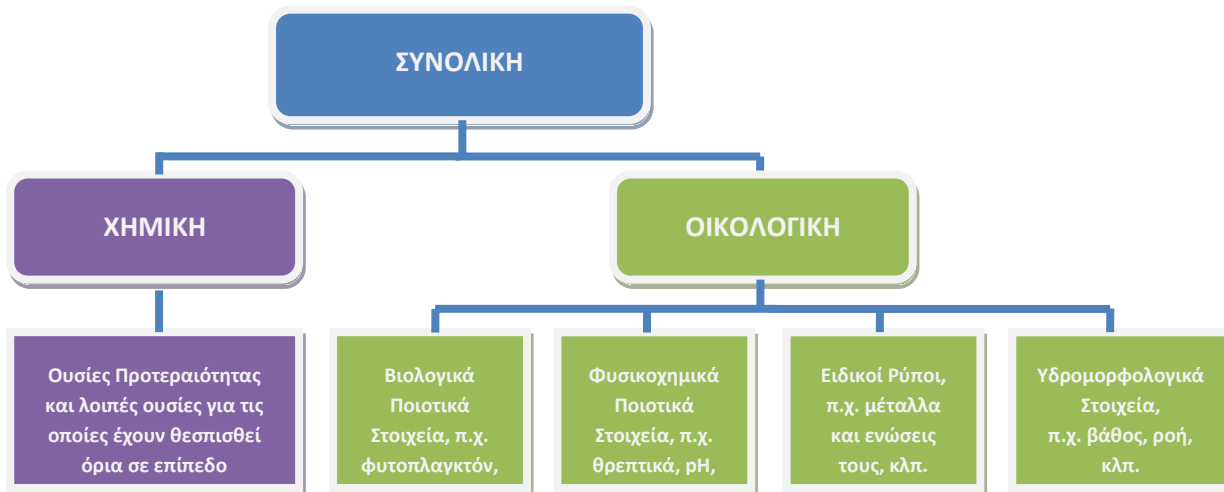 ΣΥΝΟΛΙΚΗ
ΧΗΜΙΚΗ
ΟΙΚΟΛΟΓΙΚΗ
Ουσίες Προτεραιότητας
και λοιπές ουσίες για τις
οποίες έχουν θεσπισθεί
όρια σε επίπεδο
Βιολογικά
Ποιοτικά
Στοιχεία, π.χ.
φυτοπλαγκτόν,
Φυσικοχημικά
Ποιοτικά
Στοιχεία, π.χ.
θρεπτικά, pH,
Ειδικοί Ρύποι,
π.χ. μέταλλα
και ενώσεις
τους, κλπ.
Υδρομορφολογικά
Στοιχεία,
π.χ. βάθος, ροή,
κλπ.